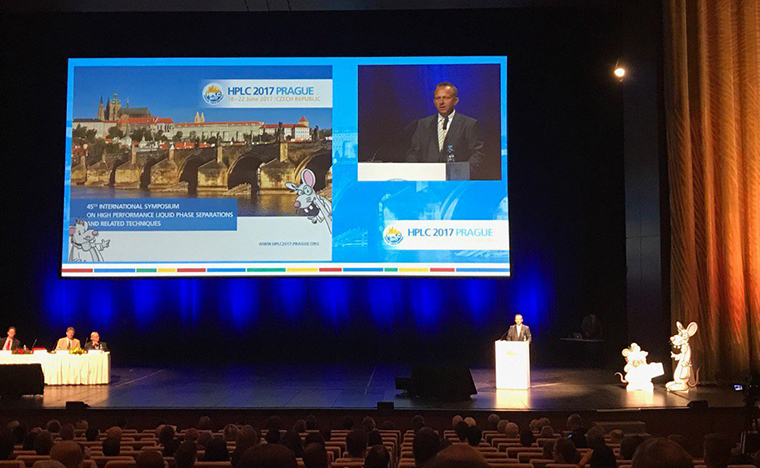 HPLC 2017 PRAGUE
18–22 June 2017, CZECH REPUBLIC
45TH INTERNATIONAL SYMPOSIUM
ON HIGH PERFORMANCE LIQUID PHASE SEPARATIONS
AND RELATED TECHNIQUES
WWW.HPLC2017-PRAGUE.ORG
HPLC 2017 PRAGUE